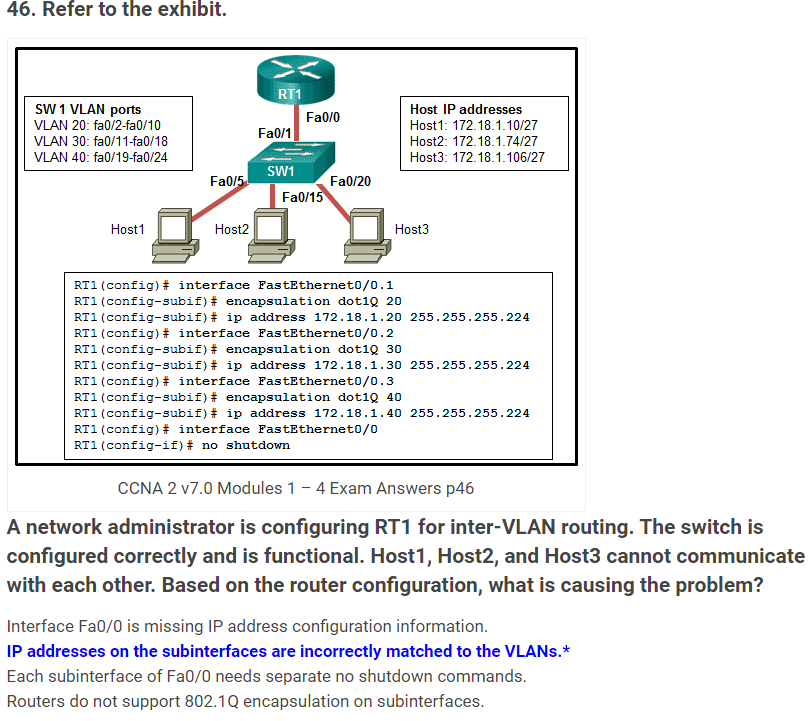 46. Refer to the exhibit.
RT1
SW 1 VLAN ports
VLAN 20: fa0/2-fa0/10
VLAN 30: fa0/11-fa0/18
VLAN 40: fa0/19-fa0/24
Host IP addresses
Host1: 172.18.1.10/27
Host2: 172.18.1.74/27
Host3: 172.18.1.106/27
Fa0/0
Fa0/1
SW1
Fa0/5
Fa0/15
Fa0/20
Host1
Host2
Host3
RT1(config)# interface FastEthernet0/0.1
RT1(config-subif)# encapsulation dot1Q 20
RT1(config-subif)# ip address 172.18.1.20 255.255.255.224
RT1(config)# interface FastEthernet0/0.2
RT1(config-subif)# encapsulation dot1Q 30
RT1(config-subif)# ip address 172.18.1.30 255.255.255.224
RT1(config)# interface FastEthernet0/0.3
RT1(config-subif)# encapsulation dot1Q 40
RT1(config-subif)# ip address 172.18.1.40 255.255.255.224
RT1(config)# interface FastEthernet0/0
RT1(config-if)# no shutdown
CCNA 2 v7.0 Modules 1 – 4 Exam Answers p46
A network administrator is configuring RT1 for inter-VLAN routing. The switch is
configured correctly and is functional. Host1, Host2, and Host3 cannot communicate
with each other. Based on the router configuration, what is causing the problem?
Interface Fa0/0 is missing IP address configuration information.
IP addresses on the subinterfaces are incorrectly matched to the VLANs.*
Each subinterface of Fa0/0 needs separate no shutdown commands.
Routers do not support 802.1Q encapsulation on subinterfaces.